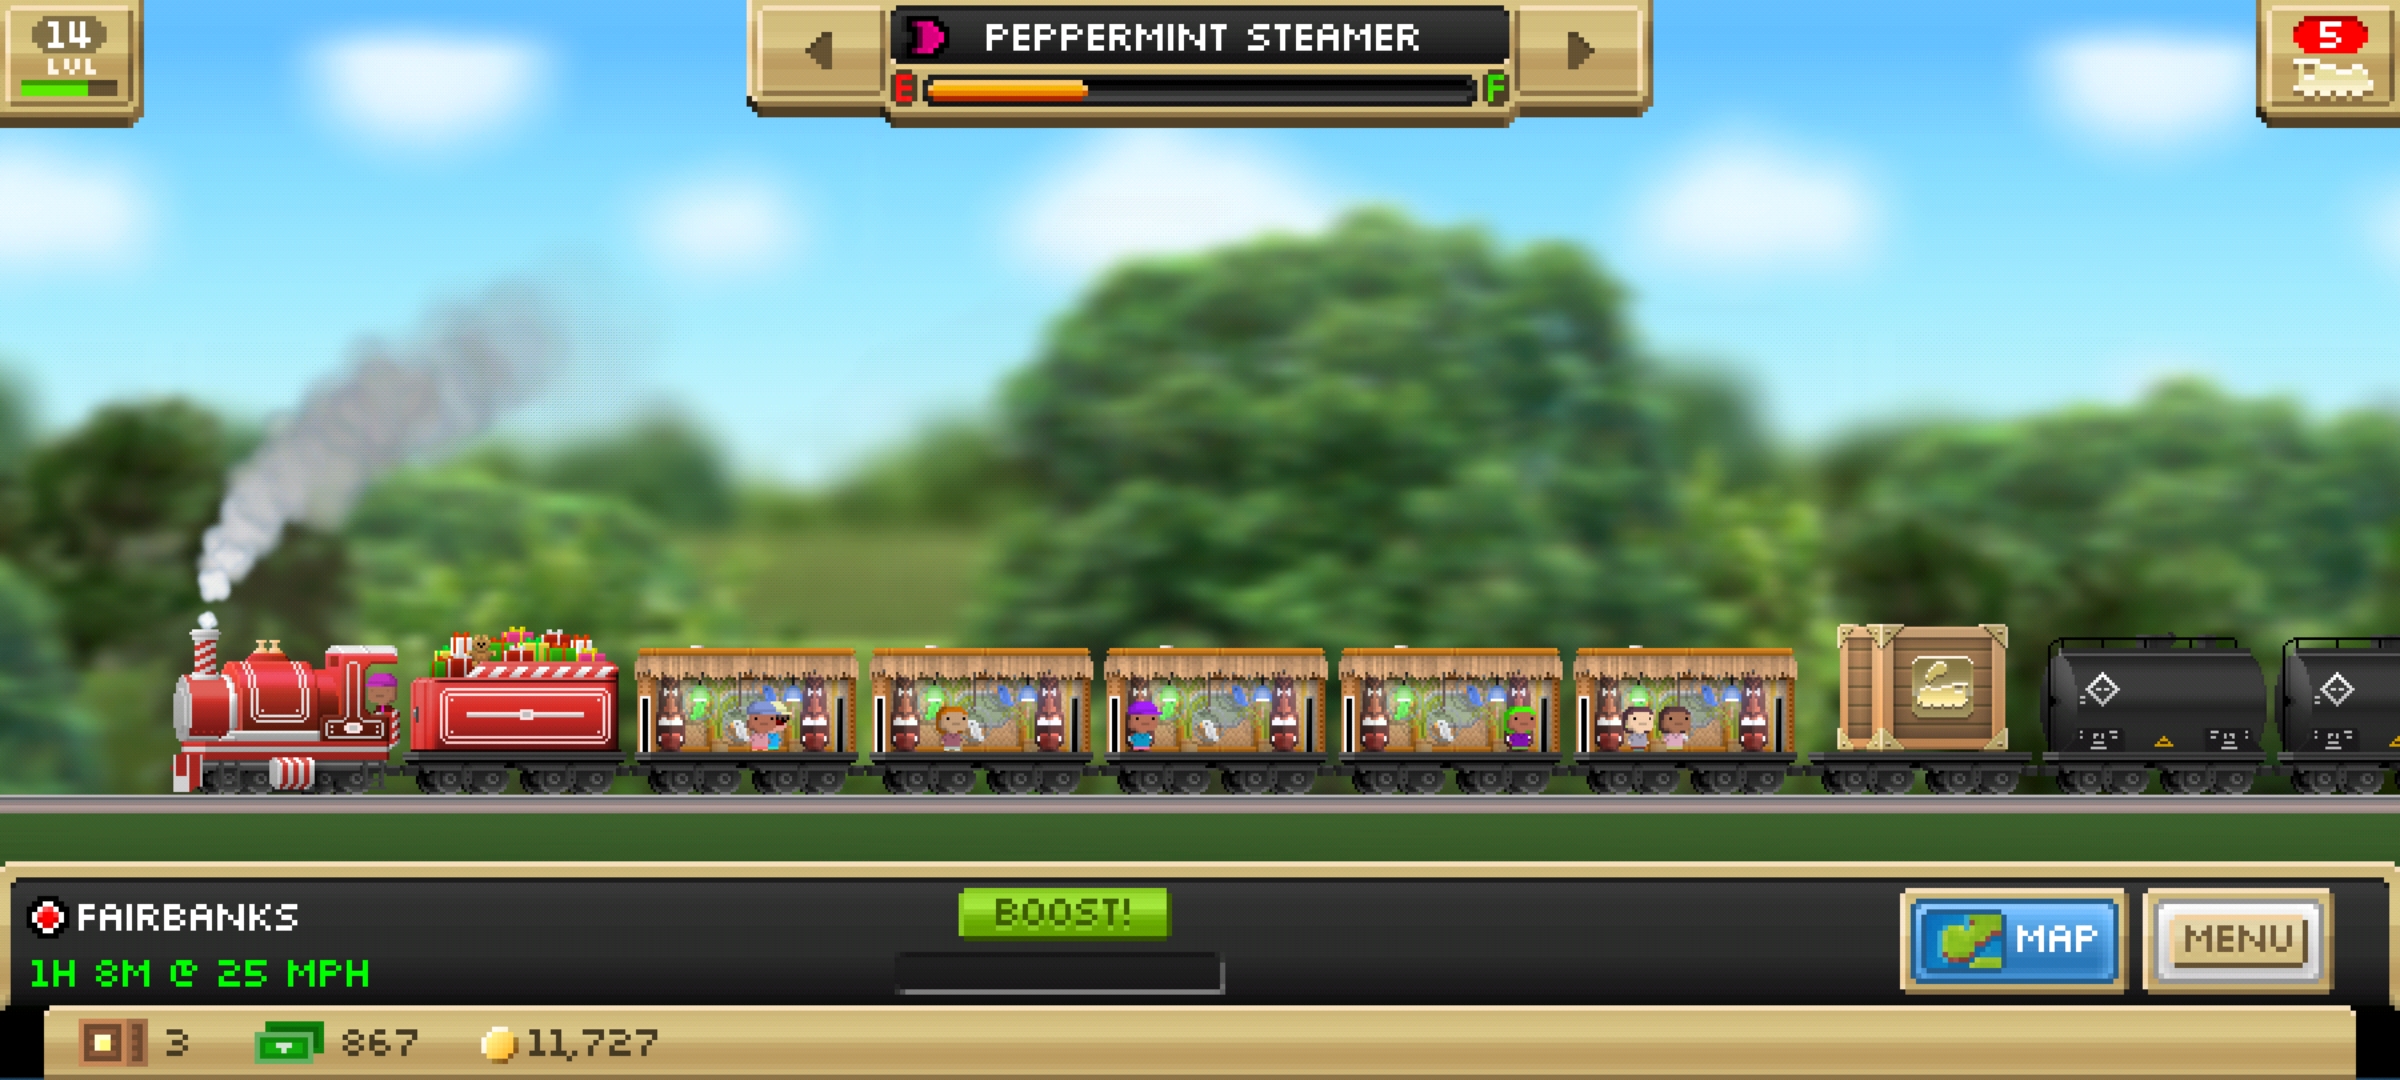 14
LVL
PEPPERMINT STEAMER
E F
5
FAIRBANKS
1H 8M @ 25 MPH
BOOST!
MAP
MENU
3
867
11,727